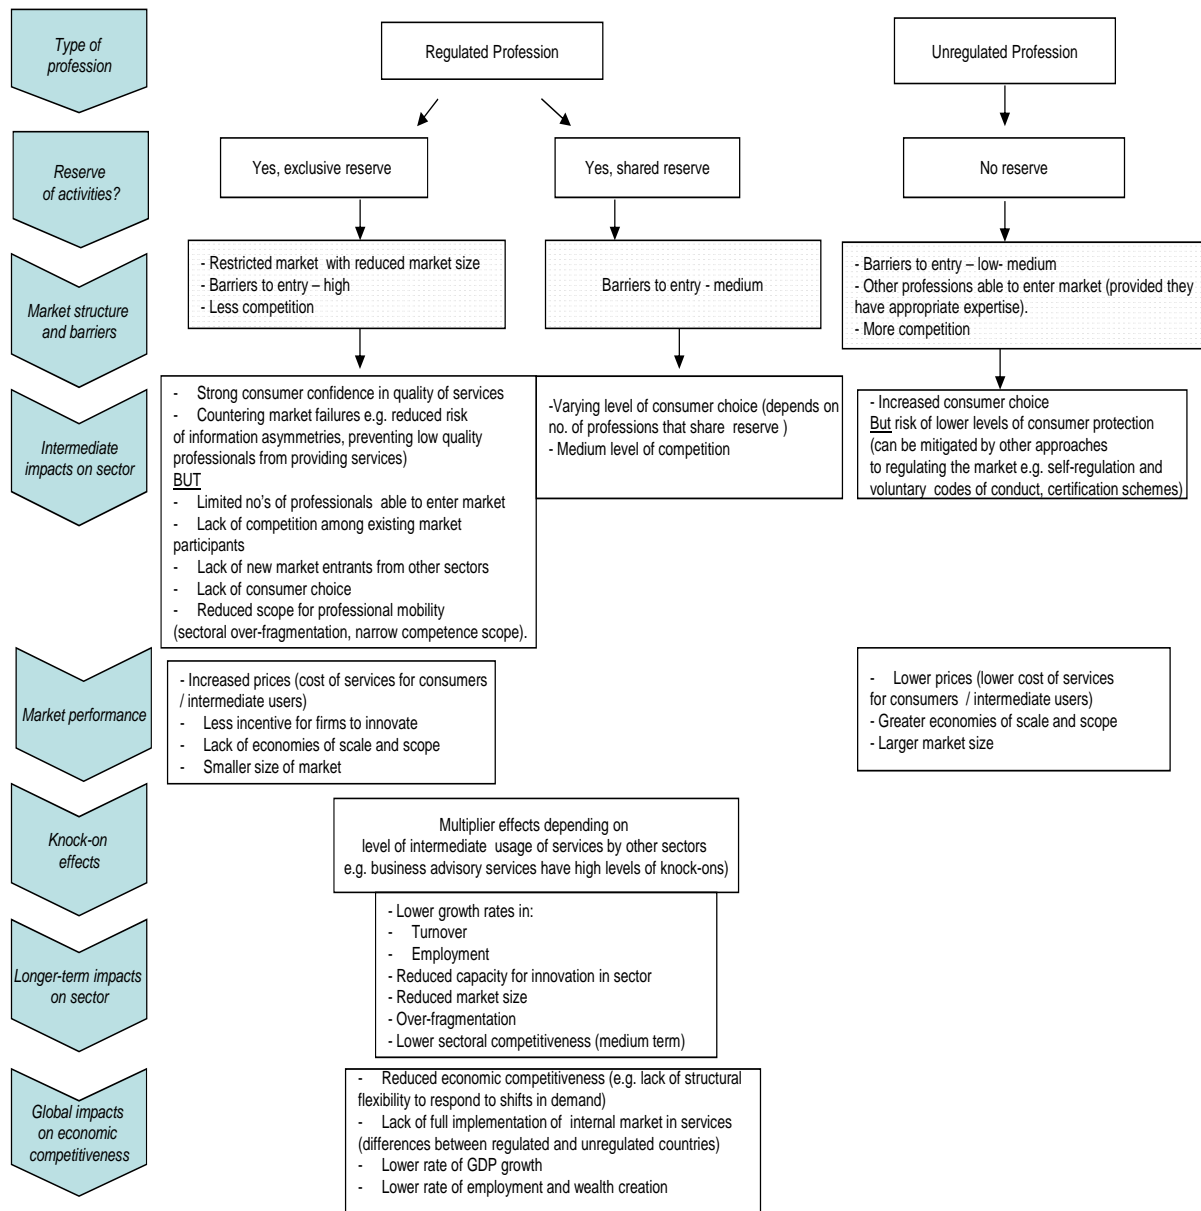 Type of
profession
Regulated Profession
Unregulated Profession
Reserve
of activities?
Yes, exclusive reserve
Yes, shared reserve
No reserve
Market structure
and barriers
- Restricted market with reduced market size
- Barriers to entry – high
- Less competition
Barriers to entry - medium
- Barriers to entry – low- medium
- Other professions able to enter market (provided they
have appropriate expertise).
- More competition
Intermediate
impacts on sector
- Strong consumer confidence in quality of services
- Countering market failures e.g. reduced risk
of information asymmetries, preventing low quality
professionals from providing services)
BUT
- Limited no's of professionals able to enter market
- Lack of competition among existing market
participants
- Lack of new market entrants from other sectors
- Lack of consumer choice
- Reduced scope for professional mobility
(sectoral over-fragmentation, narrow competence scope).
-Varying level of consumer choice (depends on
no. of professions that share reserve )
- Medium level of competition
- Increased consumer choice
But risk of lower levels of consumer protection
(can be mitigated by other approaches
to regulating the market e.g. self-regulation and
voluntary codes of conduct, certification schemes)
Market performance
- Increased prices (cost of services for consumers
/ intermediate users)
- Less incentive for firms to innovate
- Lack of economies of scale and scope
- Smaller size of market
- Lower prices (lower cost of services
for consumers / intermediate users)
- Greater economies of scale and scope
- Larger market size
Knock-on
effects
Multiplier effects depending on
level of intermediate usage of services by other sectors
e.g. business advisory services have high levels of knock-ons)
Longer-term impacts
on sector
- Lower growth rates in:
- Turnover
- Employment
- Reduced capacity for innovation in sector
- Reduced market size
- Over-fragmentation
- Lower sectoral competitiveness (medium term)
Global impacts
on economic
competitiveness
- Reduced economic competitiveness (e.g. lack of structural
flexibility to respond to shifts in demand)
- Lack of full implementation of internal market in services
(differences between regulated and unregulated countries)
- Lower rate of GDP growth
- Lower rate of employment and wealth creation